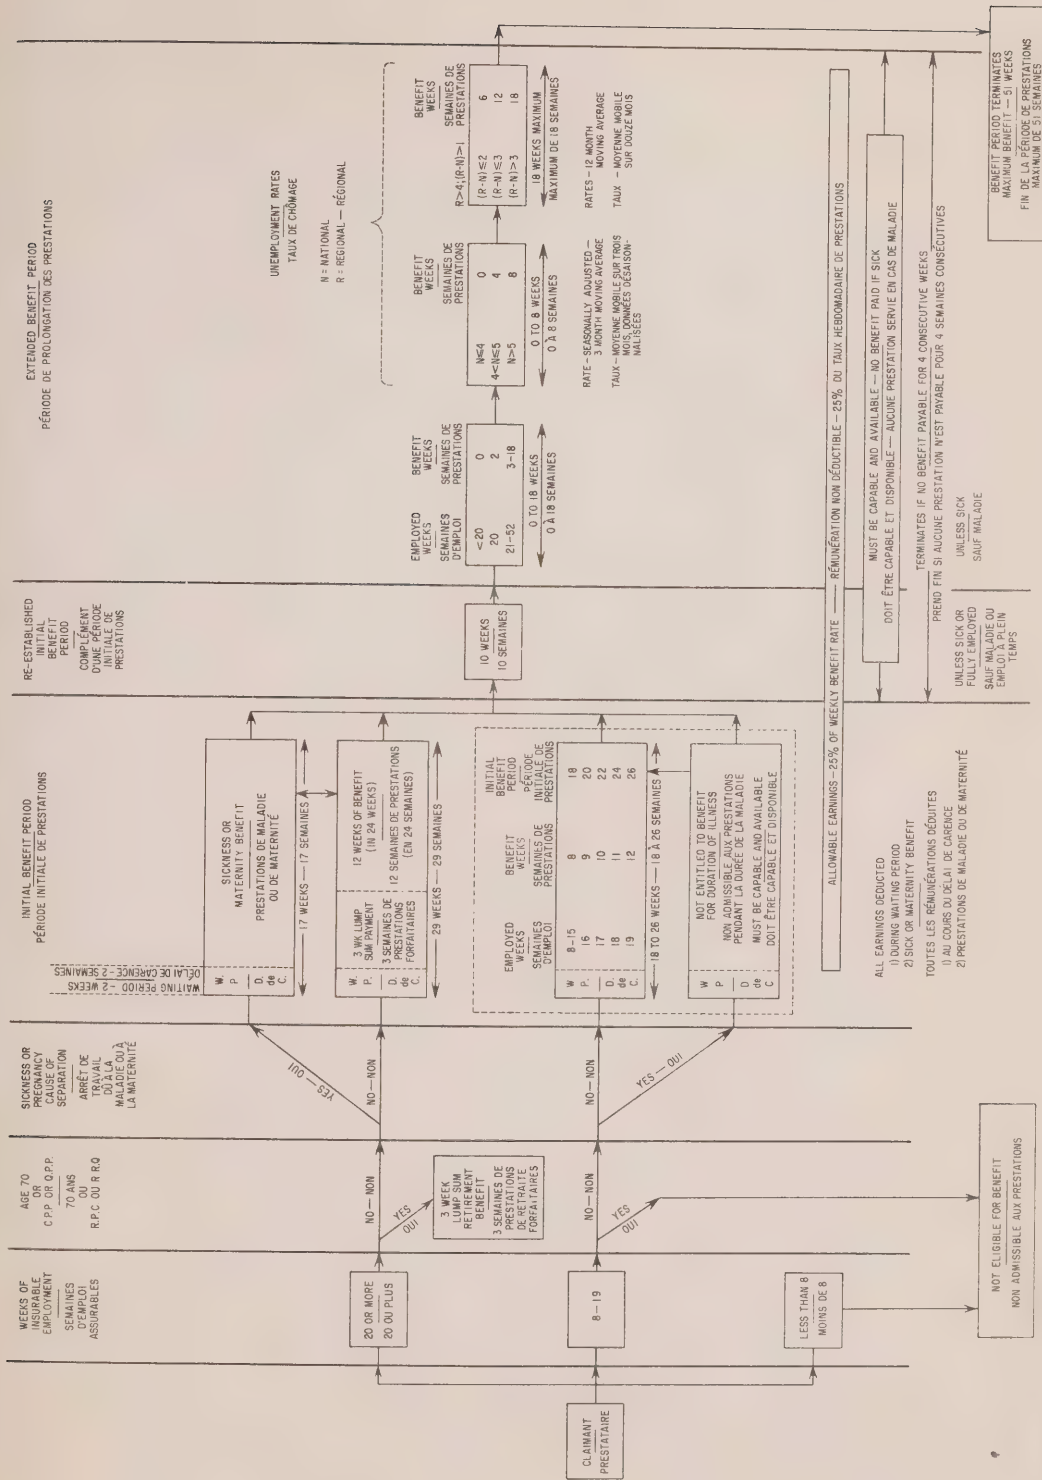 WEEKS OF
INSURABLE
EMPLOYMENT
SEMAINES
D'EMPLOI
ASSURABLES
AGE 70
OR
C.P.P. OR Q.P.P.
70 ANS
OU
R.P.C. OU R.R.Q.
SICKNESS OR
PREGNANCY
CAUSE OF
SEPARATION
ARRÊT DE
TRAVAIL
DÛ À LA
MALADIE OU À
LA MATERNITÉ
INITIAL BENEFIT PERIOD
PÉRIODE INITIALE DE PRESTATIONS
RE-ESTABLISHED
INITIAL
BENEFIT
PERIOD
COMPLÉMENT
D'UNE PÉRIODE
INITIALE DE
PRESTATIONS
EXTENDED BENEFIT PERIOD
PÉRIODE DE PROLONGATION DES PRESTATIONS
WAITING PERIOD - 2 WEEKS
DÉLAI DE CARENCE - 2 SEMAINES
CLAIMANT
PRESTATAIRE
20 OR MORE
20 OU PLUS
8-19
LESS THAN 8
MOINS DE 8
NO — NON
YES
OUI
3 WEEK
LUMP SUM
RETIREMENT
BENEFIT
3 SEMAINES DE
PRESTATIONS
DE RETRAITE
FORFAITAIRES
NO — NON
YES
OUI
NOT ELIGIBLE FOR BENEFIT
NON ADMISSIBLE AUX PRESTATIONS
YES — OUI
NO — NON
NO — NON
YES — OUI
W.
P
D.
de
C.
SICKNESS OR
MATERNITY BENEFIT
PRESTATIONS DE MALADIE
OU DE MATERNITÉ
17 WEEKS — 17 SEMAINES
W.
P.
D.
de
C.
3 WK LUMP
SUM PAYMENT
3 SEMAINES DE
PRESTATIONS
FORFAITAIRES
12 WEEKS OF BENEFIT
(IN 24 WEEKS)
12 SEMAINES DE PRESTATIONS
(EN 24 SEMAINES)
29 WEEKS — 29 SEMAINES
EMPLOYED
WEEKS
SEMAINES
D'EMPLOI
BENEFIT
WEEKS
SEMAINES DE
PRESTATIONS
INITIAL
BENEFIT
PERIOD
PÉRIODE
INITIALE DE
PRESTATIONS
W
P.
D.
de
C.
8-15 8 18
16 9 20
17 10 22
18 11 24
19 12 26
18 TO 26 WEEKS — 18 À 26 SEMAINES
W
P
D
de
C
NOT ENTITLED TO BENEFIT
FOR DURATION OF ILLNESS
NON ADMISSIBLE AUX PRESTATIONS
PENDANT LA DURÉE DE LA MALADIE
MUST BE CAPABLE AND AVAILABLE
DOIT ÊTRE CAPABLE ET DISPONIBLE
10 WEEKS
10 SEMAINES
EMPLOYED
WEEKS
SEMAINES
D'EMPLOI
BENEFIT
WEEKS
SEMAINES DE
PRESTATIONS
<20 0
20 2
21-52 3-18
0 TO 18 WEEKS
0 À 18 SEMAINES
UNEMPLOYMENT RATES
TAUX DE CHÔMAGE
N = NATIONAL
R = REGIONAL — RÉGIONAL
BENEFIT
WEEKS
SEMAINES DE
PRESTATIONS
N≤4 0
4<N≤5 4
N>5 8
0 TO 8 WEEKS
0 À 8 SEMAINES
RATE – SEASONALLY ADJUSTED –
3 MONTH MOVING AVERAGE
TAUX – MOYENNE MOBILE SUR TROIS
MOIS, DONNÉES DÉSAISON-
NALISÉES
R>4;(R-N)>1
BENEFIT
WEEKS
SEMAINES DE
PRESTATIONS
(R-N)≤2 6
(R-N)≤3 12
(R-N)>3 18
18 WEEKS MAXIMUM
MAXIMUM DE 18 SEMAINES
RATES – 12 MONTH
MOVING AVERAGE
TAUX – MOYENNE MOBILE
SUR DOUZE MOIS
ALLOWABLE EARNINGS – 25% OF WEEKLY BENEFIT RATE — RÉMUNÉRATION NON DÉDUCTIBLE – 25% DU TAUX HEBDOMADAIRE DE PRESTATIONS
ALL EARNINGS DEDUCTED
1) DURING WAITING PERIOD
2) SICK OR MATERNITY BENEFIT
TOUTES LES RÉMUNÉRATIONS DÉDUITES
1) AU COURS DU DÉLAI DE CARENCE
2) PRESTATIONS DE MALADIE OU DE MATERNITÉ
MUST BE CAPABLE AND AVAILABLE — NO BENEFIT PAID IF SICK
DOIT ÊTRE CAPABLE ET DISPONIBLE — AUCUNE PRESTATION SERVIE EN CAS DE MALADIE
TERMINATES IF NO BENEFIT PAYABLE FOR 4 CONSECUTIVE WEEKS
PREND FIN SI AUCUNE PRESTATION N'EST PAYABLE POUR 4 SEMAINES CONSÉCUTIVES
UNLESS SICK OR
FULLY EMPLOYED
SAUF MALADIE OU
EMPLOI À PLEIN
TEMPS
UNLESS SICK
SAUF MALADIE
BENEFIT PERIOD TERMINATES
MAXIMUM BENEFIT — 51 WEEKS
FIN DE LA PÉRIODE DE PRESTATIONS
MAXIMUM DE 51 SEMAINES